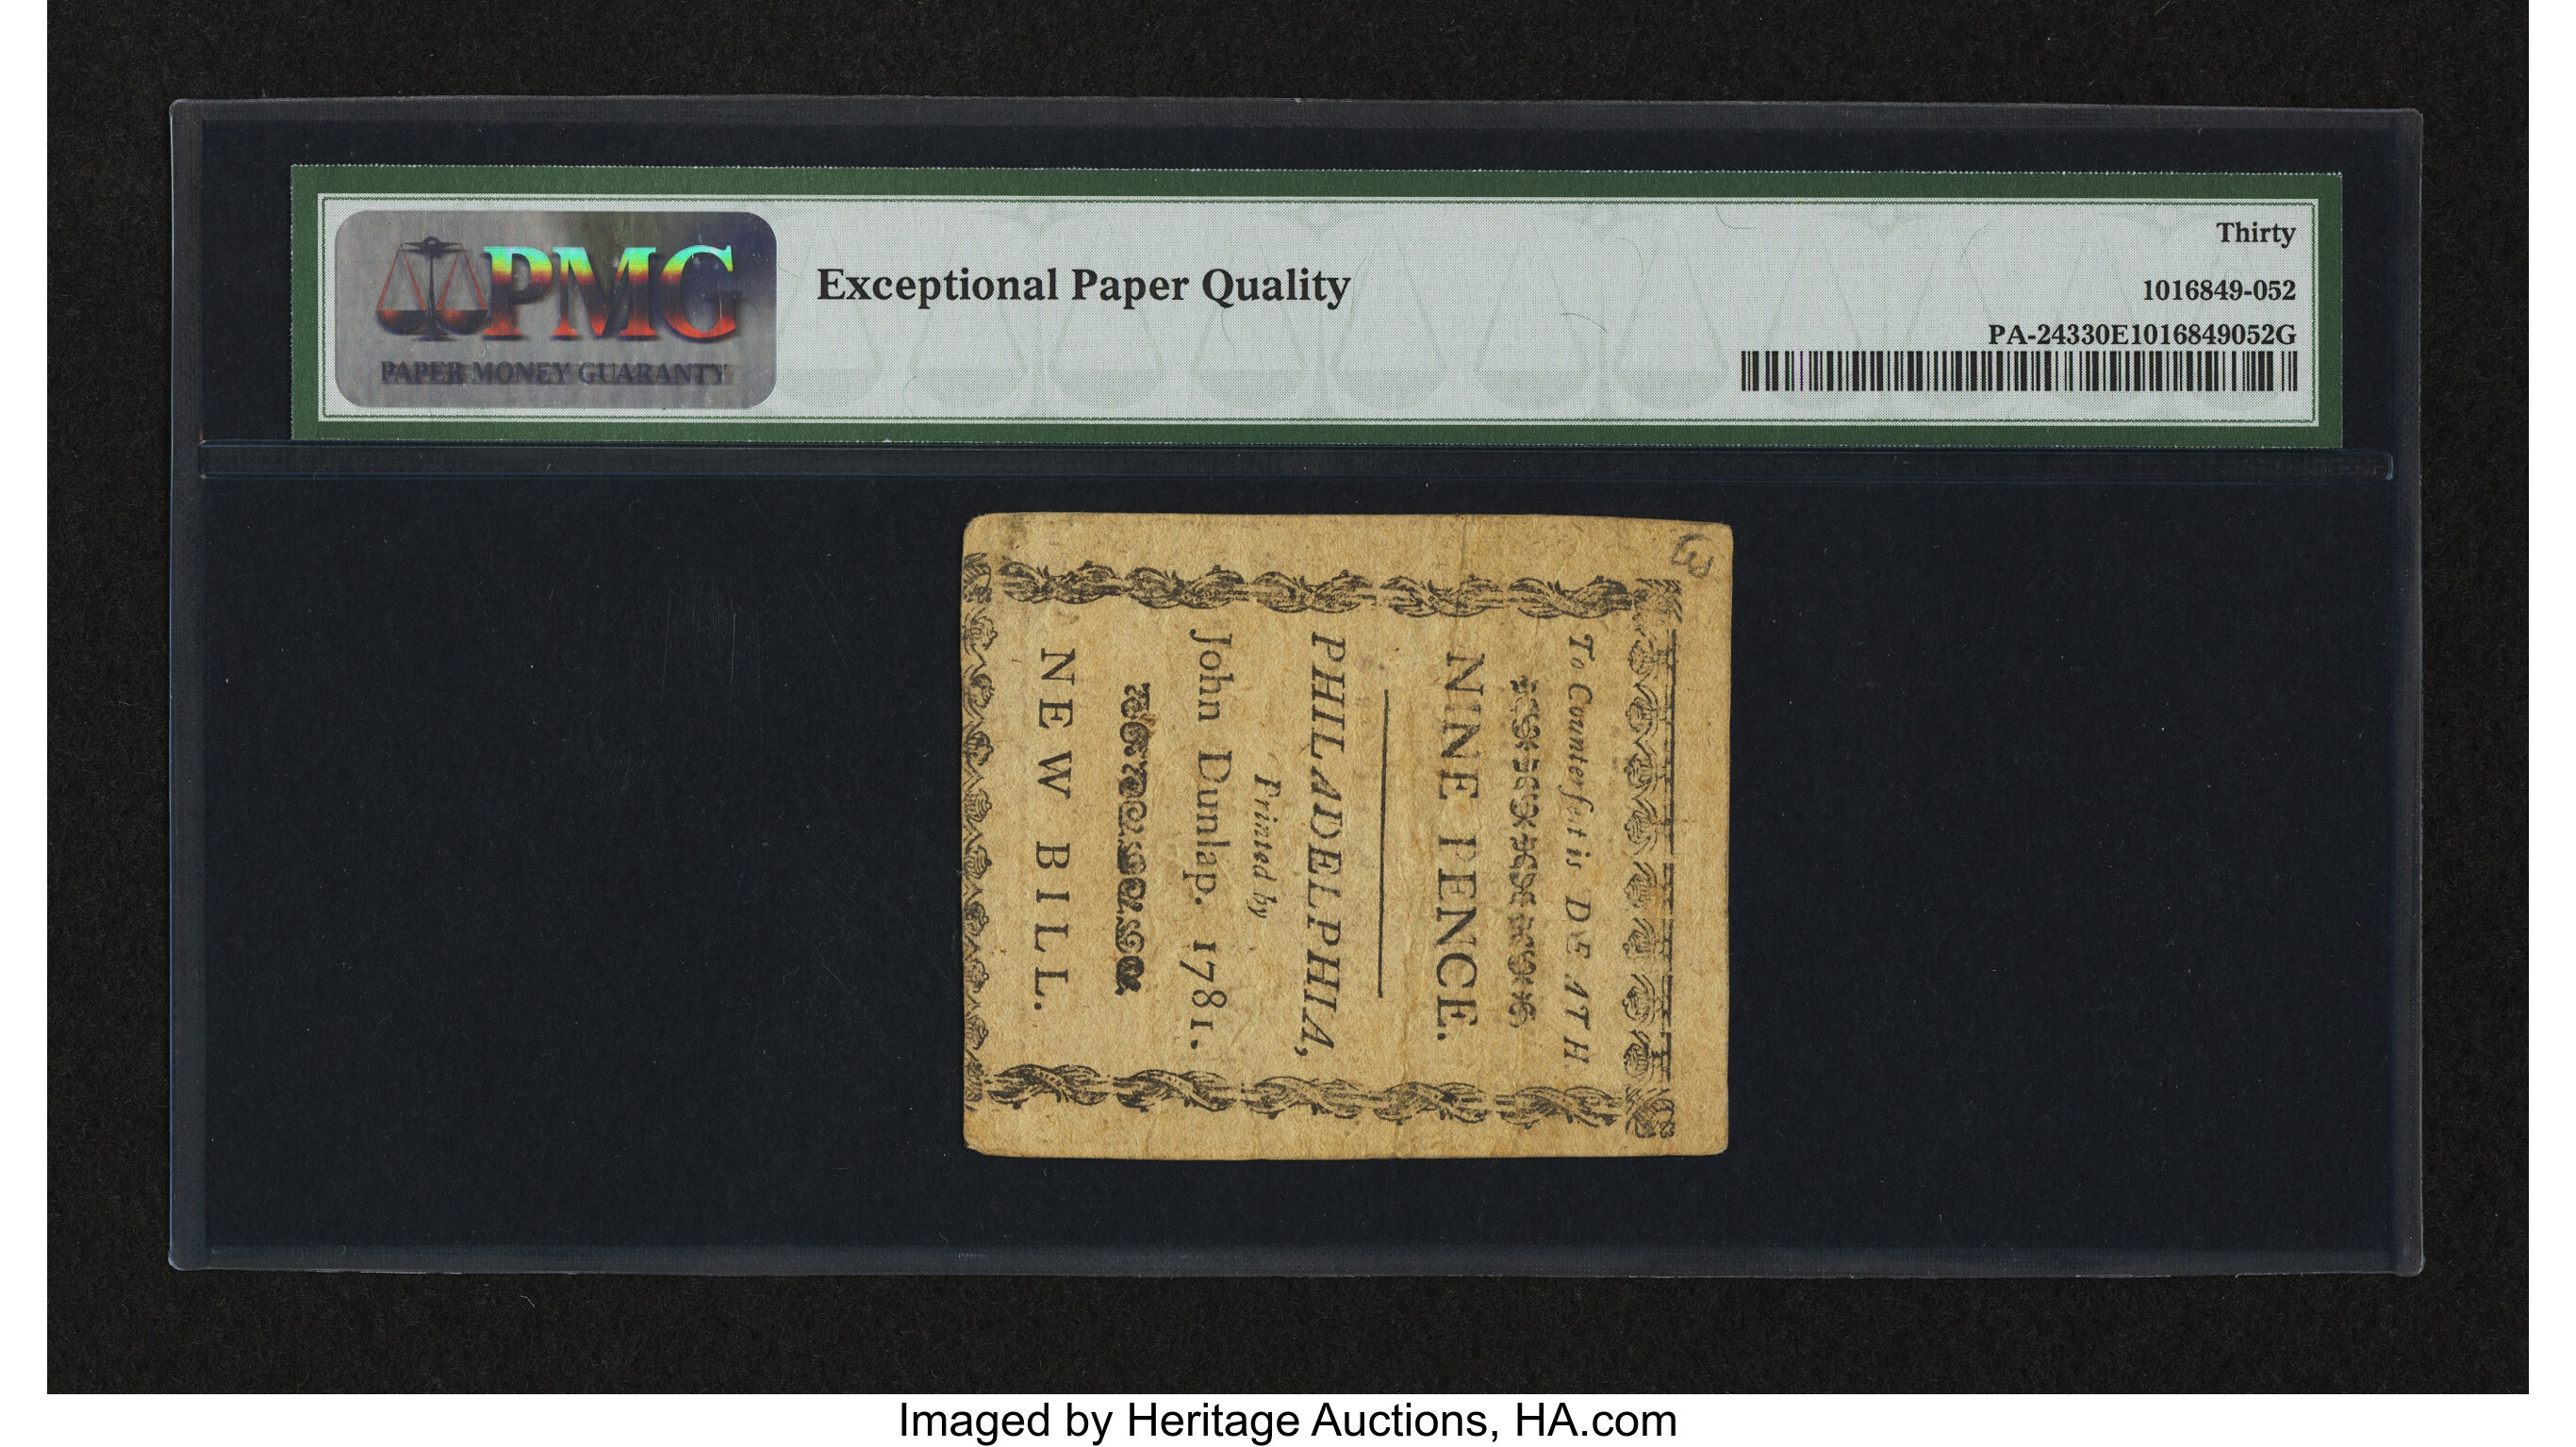 PMG
PAPER MONEY GUARANTY
Exceptional Paper Quality
Thirty
1016849-052
PA-24330E1016849052G
3
To Counterfeit is DEATH
NINE PENCE.
PHILADELPHIA,
Printed by
John Dunlap. 1781.
NEW BILL.
Imaged by Heritage Auctions, HA.com